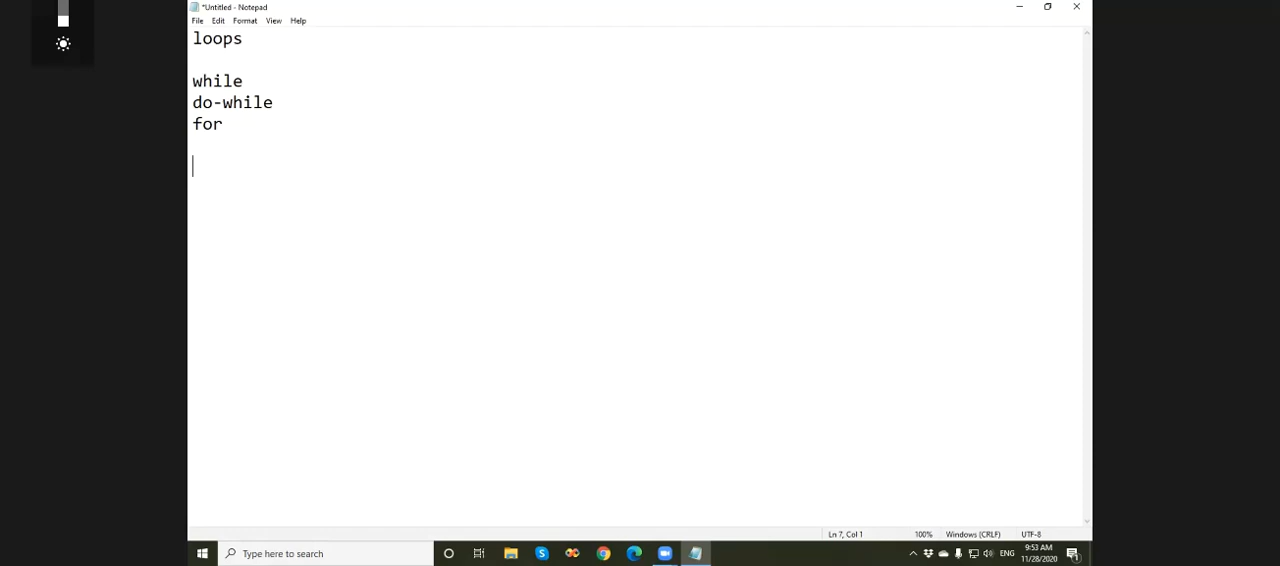 *Untitled - Notepad
File Edit Format View Help
loops
while
do-while
for
Ln 7, Col 1 100% Windows (CRLF) UTF-8
Type here to search
ENG
9:53 AM
11/28/2020